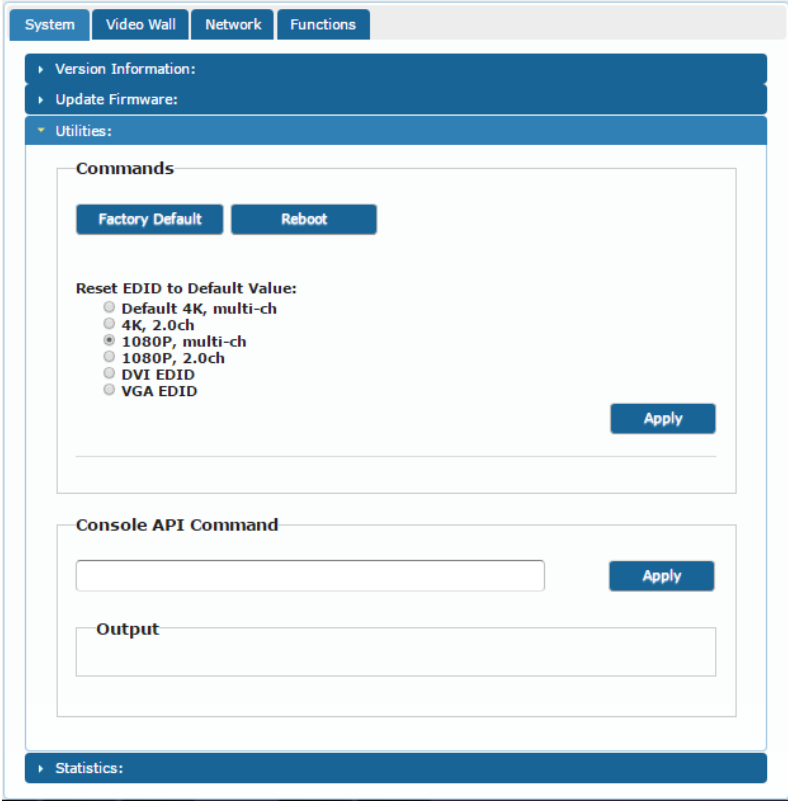 System Video Wall Network Functions
Version Information:
Update Firmware:
Utilities:
Commands
Factory Default Reboot
Reset EDID to Default Value:
Default 4K, multi-ch
4K, 2.0ch
1080P, multi-ch
1080P, 2.0ch
DVI EDID
VGA EDID
Apply
Console API Command
Apply
Output
Statistics: